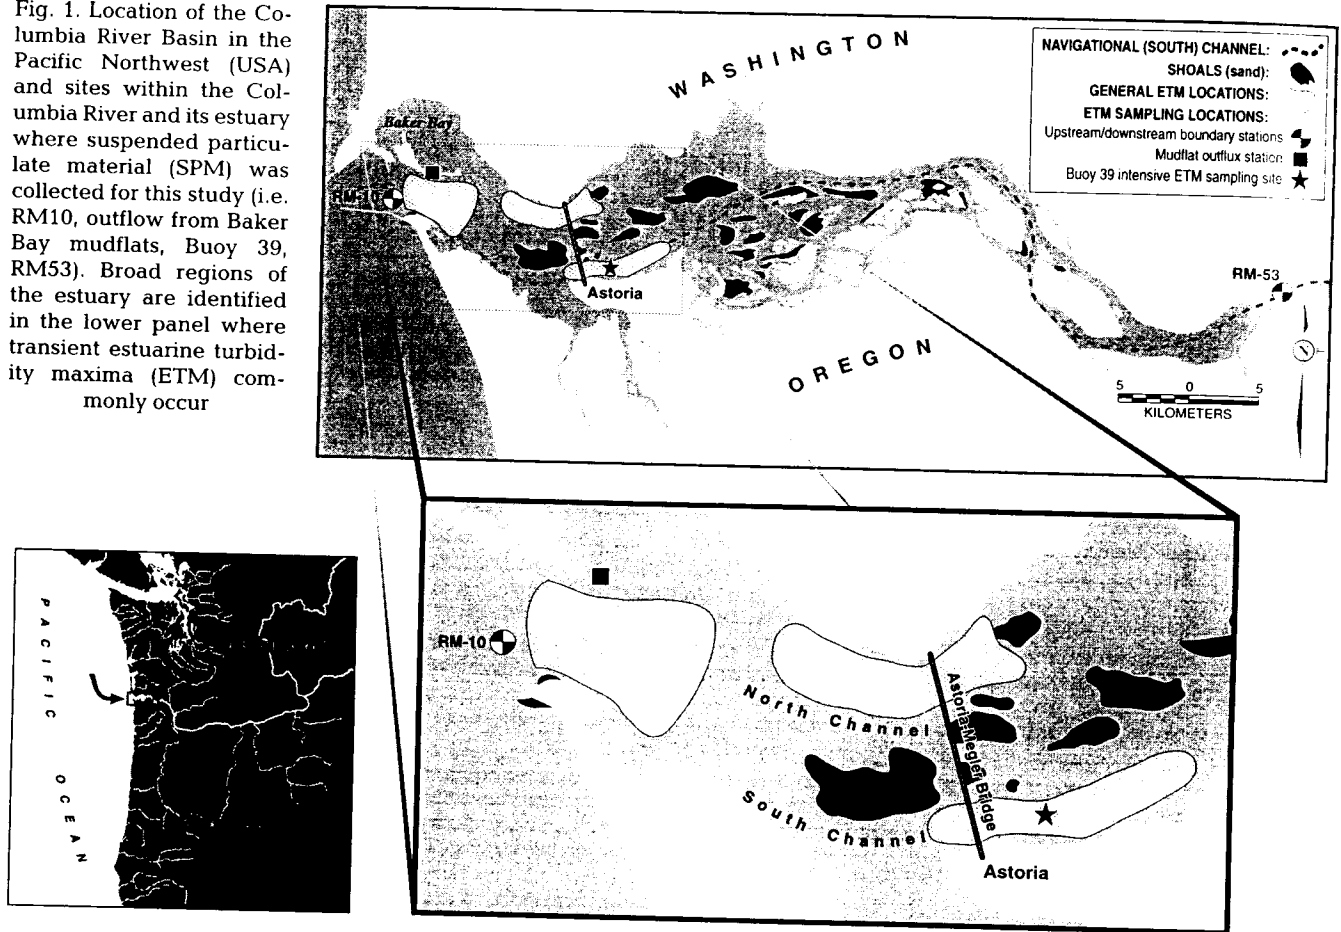 Fig. 1. Location of the Co-
lumbia River Basin in the
Pacific Northwest (USA)
and sites within the Col-
umbia River and its estuary
where suspended particu-
late material (SPM) was
collected for this study (i.e.
RM10, outflow from Baker
Bay mudflats, Buoy 39,
RM53). Broad regions of
the estuary are identified
in the lower panel where
transient estuarine turbid-
ity maxima (ETM) com-
monly occur
WASHINGTON
NAVIGATIONAL (SOUTH) CHANNEL:
SHOALS (sand):
GENERAL ETM LOCATIONS:
ETM SAMPLING LOCATIONS:
Upstream/downstream boundary stations
Mudflat outflux station
Buoy 39 intensive ETM sampling site
Baker Bay
RM-10
Astoria
RM-53
OREGON
N
5 0 5
KILOMETERS
PACIFIC OCEAN
RM-10
North Channel
Astoria-Megler Bridge
South Channel
Astoria